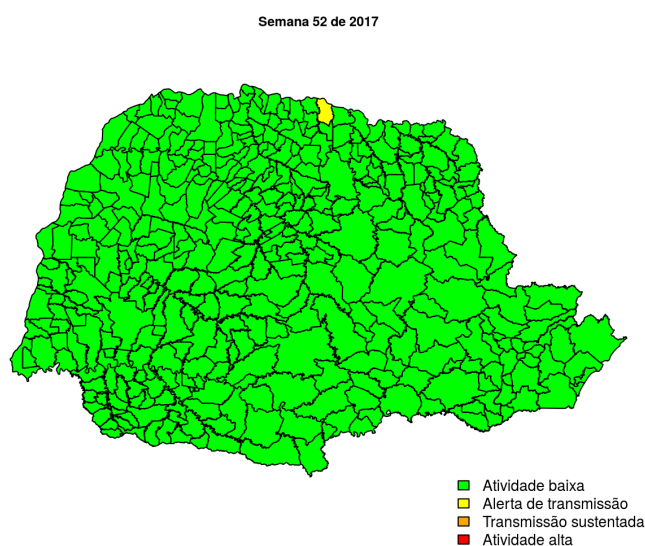 Semana 52 de 2017
Atividade baixa
Alerta de transmissão
Transmissão sustentada
Atividade alta